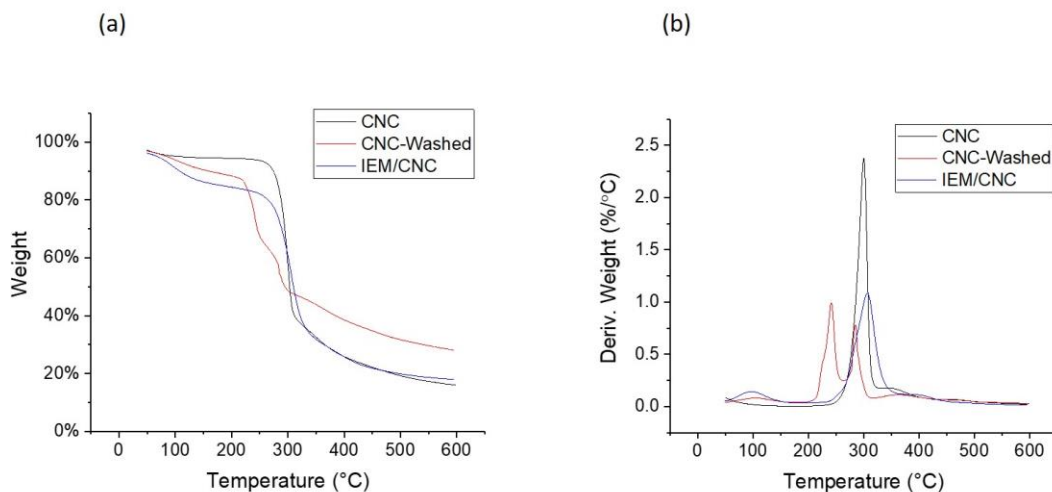 (a)
CNC
CNC-Washed
IEM/CNC
100%
80%
60%
40%
20%
0%
Weight
0 100 200 300 400 500 600
Temperature (°C)
(b)
CNC
CNC-Washed
IEM/CNC
2.5
2.0
1.5
1.0
0.5
0.0
Deriv. Weight (%/°C)
0 100 200 300 400 500 600
Temperature (°C)